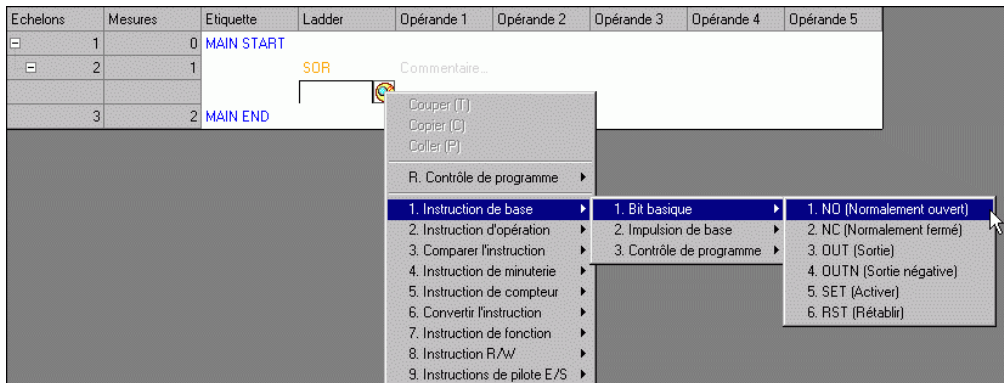 Echelons Mesures Etiquette Ladder Opérande 1 Opérande 2 Opérande 3 Opérande 4 Opérande 5
1 0 MAIN START
2 1 SOR Commentaire...
3 2 MAIN END
Couper (T)
Copier (C)
Coller (P)
R. Contrôle de programme
1. Instruction de base 1. Bit basique 1. NO (Normalement ouvert)
2. Instruction d'opération 2. Impulsion de base 2. NC (Normalement fermé)
3. Comparer l'instruction 3. Contrôle de programme 3. OUT (Sortie)
4. Instruction de minuterie 4. OUTN (Sortie négative)
5. Instruction de compteur 5. SET (Activer)
6. Convertir l'instruction 6. RST (Rétablir)
7. Instruction de fonction
8. Instruction R/W
9. Instructions de pilote E/S